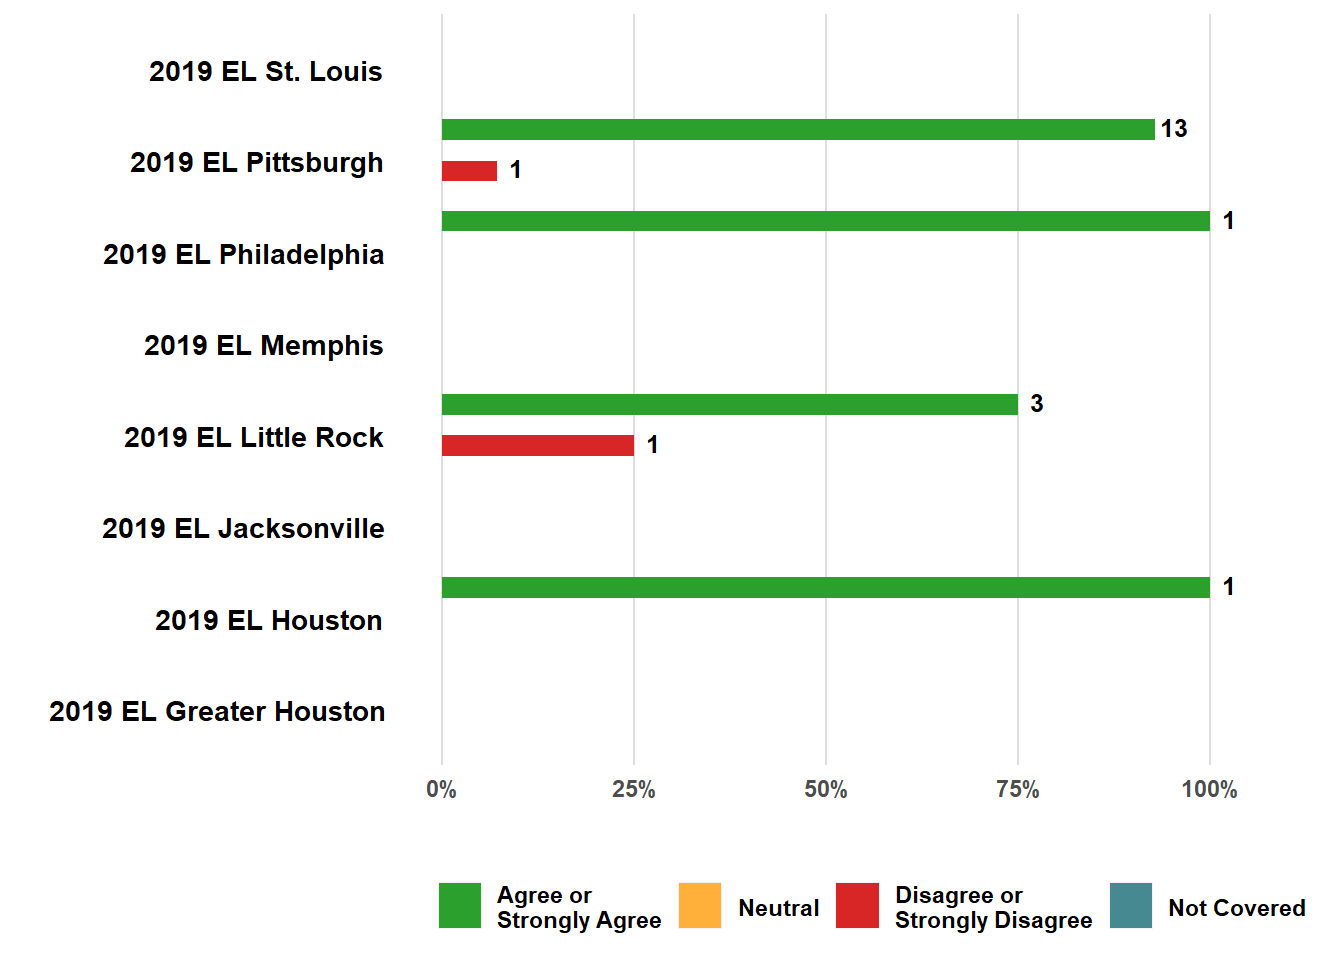 2019 EL St. Louis
13
2019 EL Pittsburgh
1
1
2019 EL Philadelphia
2019 EL Memphis
3
2019 EL Little Rock
1
2019 EL Jacksonville
1
2019 EL Houston
2019 EL Greater Houston
0% 25% 50% 75% 100%
Agree or
Strongly Agree
Neutral
Disagree or
Strongly Disagree
Not Covered